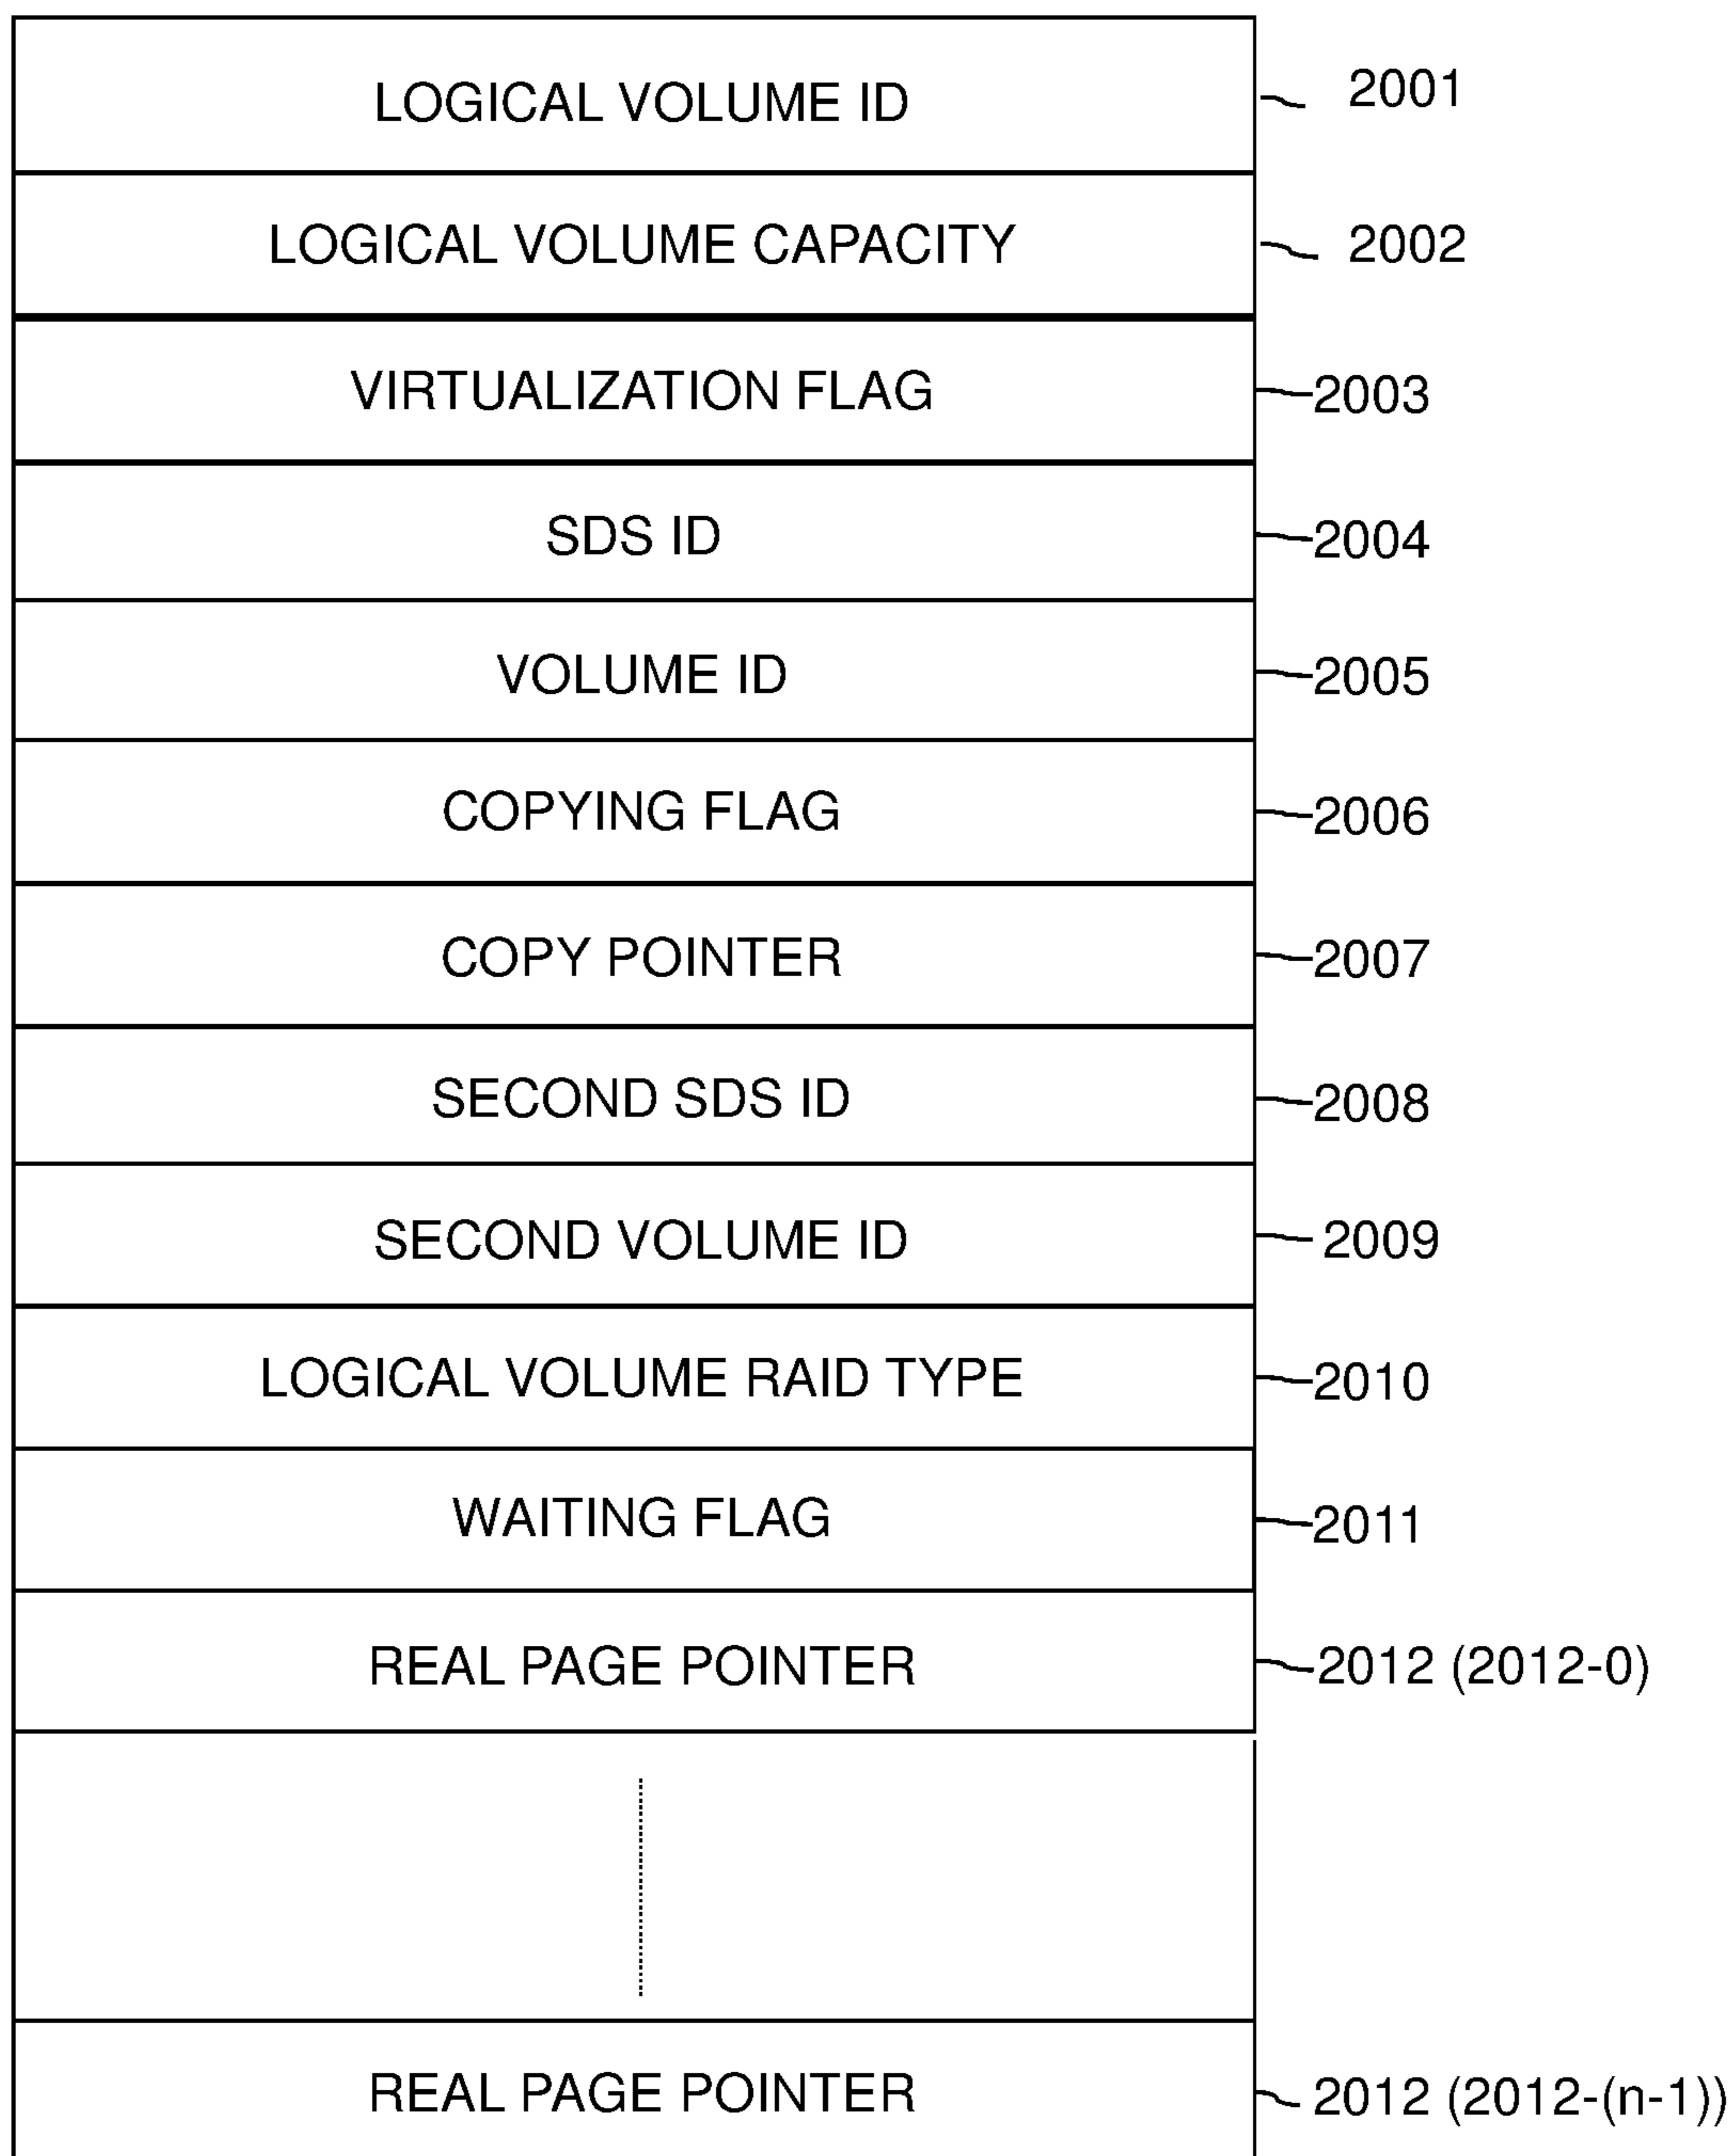 LOGICAL VOLUME ID 2001
LOGICAL VOLUME CAPACITY 2002
VIRTUALIZATION FLAG 2003
SDS ID 2004
VOLUME ID 2005
COPYING FLAG 2006
COPY POINTER 2007
SECOND SDS ID 2008
SECOND VOLUME ID 2009
LOGICAL VOLUME RAID TYPE 2010
WAITING FLAG 2011
REAL PAGE POINTER 2012 (2012-0)
REAL PAGE POINTER 2012 (2012-(n-1))